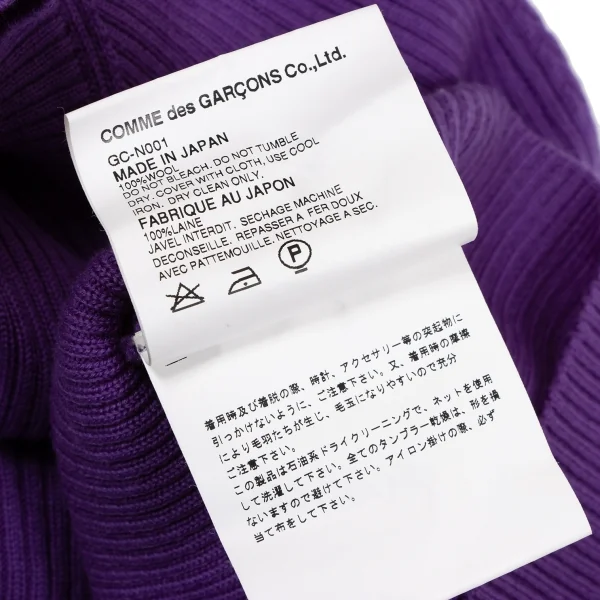 COMME des GARÇONS Co.,Ltd.
GC-N001
MADE IN JAPAN
100%WOOL
DO NOT BLEACH. DO NOT TUMBLE
DRY. COVER WITH CLOTH, USE COOL
IRON. DRY CLEAN ONLY.
FABRIQUE AU JAPON
100%LAINE
JAVEL INTERDIT. SECHAGE MACHINE
DECONSEILLE. REPASSER A FER DOUX
AVEC PATTEMOUILLE. NETTOYAGE A SEC.
P
着用時及び着脱の際、時計、アクセサリー等の突起物に
引っかけないように、ご注意下さい。又、着用時の摩擦
により毛羽たちが生じ、毛玉になりやすいので充分
ご注意下さい。
この製品は石油系ドライクリーニングで、ネットを使用
して洗濯して下さい。全てのタンブラー乾燥は、形を損
ないますので避けて下さい。アイロン掛けの際、必ず
当て布をして下さい。